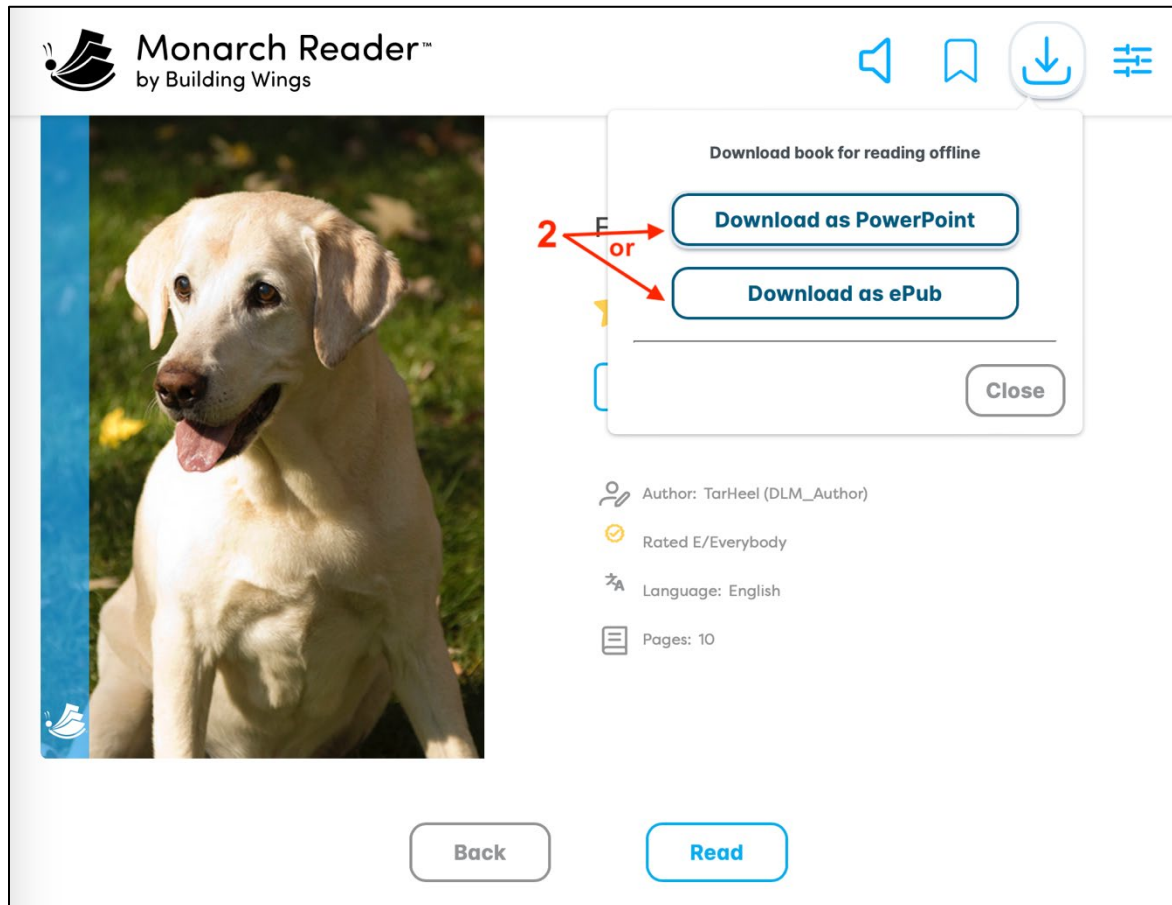 Monarch Reader™
by Building Wings
Download book for reading offline
2
or
Download as PowerPoint
Download as ePub
Close
Author: TarHeel (DLM_Author)
Rated E/Everybody
Language: English
Pages: 10
Back
Read